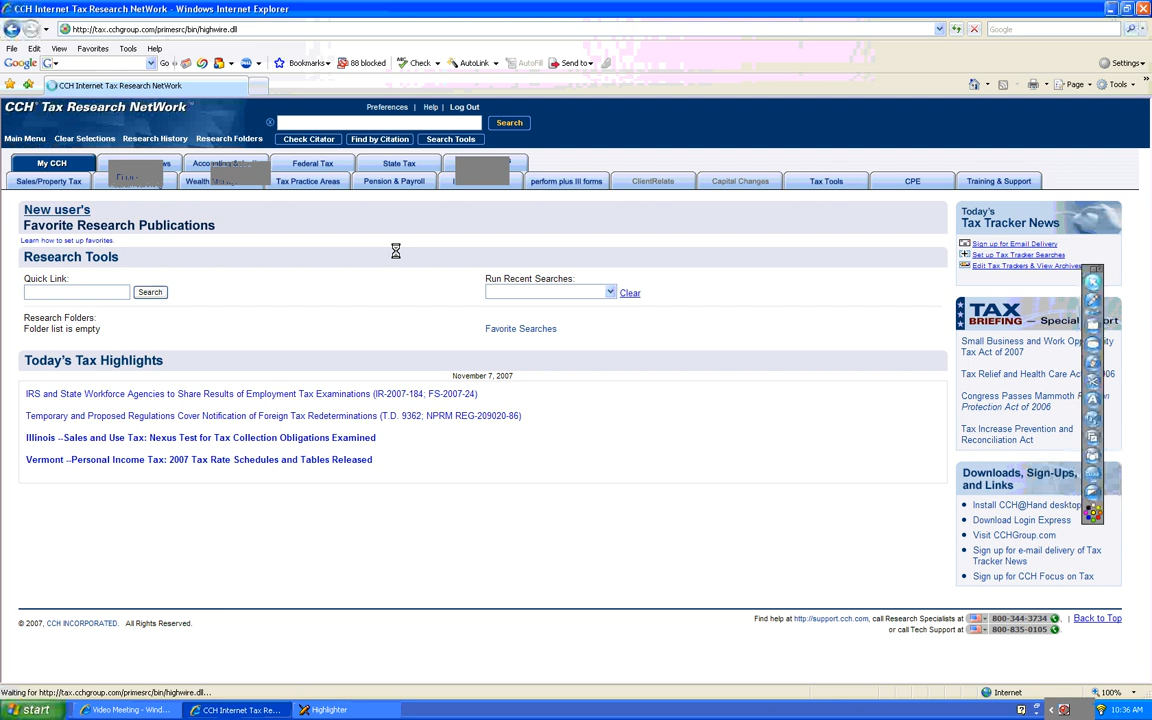 CCH Internet Tax Research NetWork - Windows Internet Explorer
http://tax.cchgroup.com/primesrc/bin/highwire.dll
Google
File Edit View Favorites Tools Help
Google Go Bookmarks 88 blocked Check AutoLink AutoFill Send to Settings
CCH Internet Tax Research NetWork Page Tools
CCH® Tax Research NetWork™ Preferences | Help | Log Out
Search
Main Menu Clear Selections Research History Research Folders Check Citator Find by Citation Search Tools
My CCH Federal Tax State Tax
Sales/Property Tax Wealth Tax Practice Areas Pension & Payroll perform plus III forms ClientRelate Capital Changes Tax Tools CPE Training & Support
New user's
Favorite Research Publications
Learn how to set up favorites.
Research Tools
Quick Link: Run Recent Searches:
Search Clear
Research Folders:
Folder list is empty Favorite Searches
Today's Tax Highlights
November 7, 2007
IRS and State Workforce Agencies to Share Results of Employment Tax Examinations (IR-2007-184; FS-2007-24)
Temporary and Proposed Regulations Cover Notification of Foreign Tax Redeterminations (T.D. 9362; NPRM REG-209020-86)
Illinois --Sales and Use Tax: Nexus Test for Tax Collection Obligations Examined
Vermont --Personal Income Tax: 2007 Tax Rate Schedules and Tables Released
Today's
Tax Tracker News
Sign up for Email Delivery
Set up Tax Tracker Searches
Edit Tax Trackers & View Archives
TAX
BRIEFING — Special
Small Business and Work
Tax Act of 2007
Tax Relief and Health Care
Congress Passes Mammoth
Protection Act of 2006
Tax Increase Prevention and
Reconciliation Act
Downloads, Sign-Ups,
and Links
Install CCH@Hand desktop
Download Login Express
Visit CCHGroup.com
Sign up for e-mail delivery of Tax
Tracker News
Sign up for CCH Focus on Tax
© 2007, CCH INCORPORATED. All Rights Reserved.
Find help at http://support.cch.com, call Research Specialists at 800-344-3734 | Back to Top
or call Tech Support at 800-835-0105
Waiting for http://tax.cchgroup.com/primesrc/bin/highwire.dll... Internet 100%
start Video Meeting - Wind... CCH Internet Tax Re... Highlighter 10:36 AM